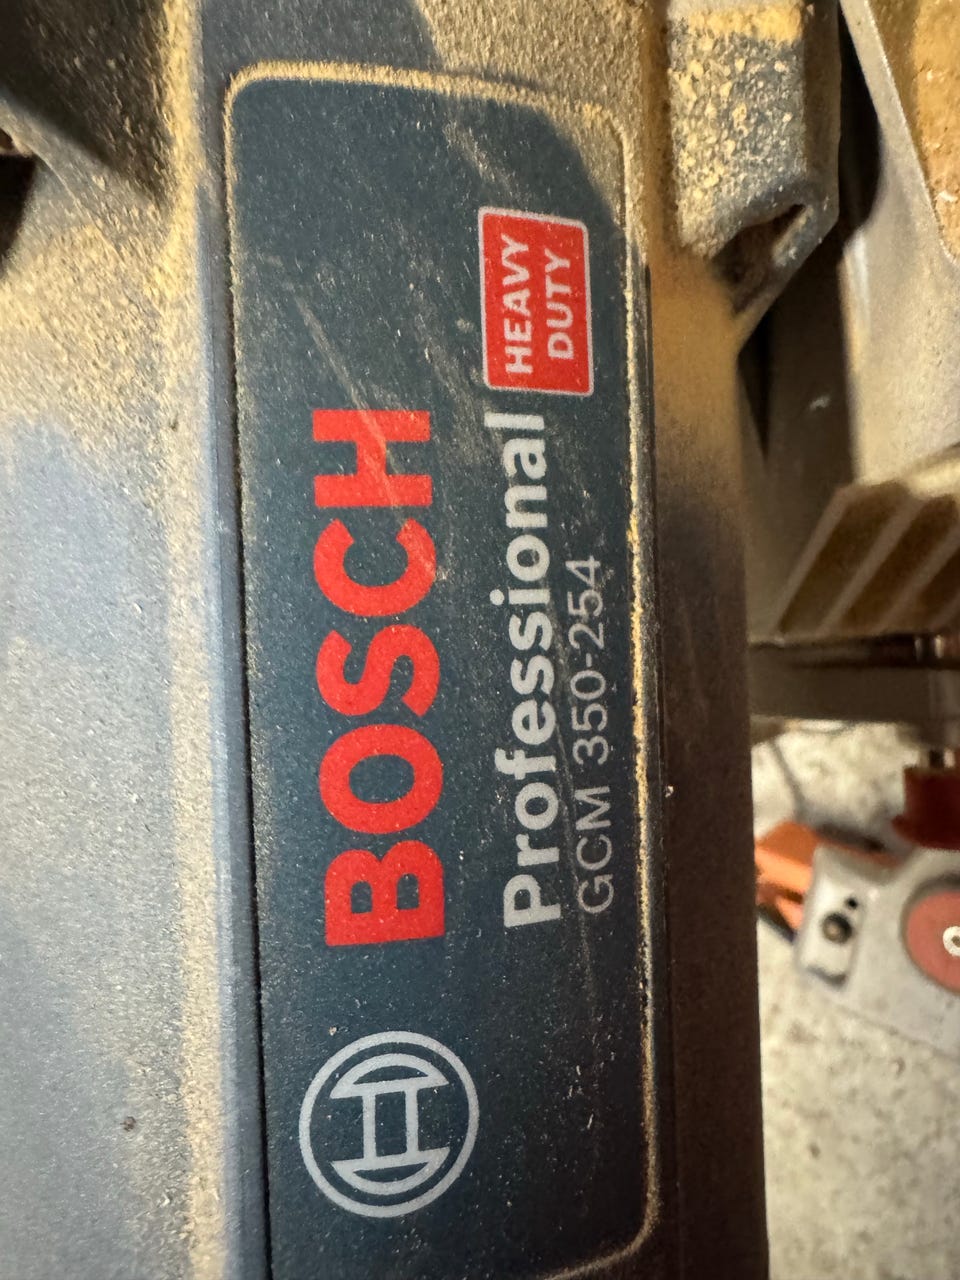 BOSCH
Professional
GCM 350-254
HEAVY
DUTY